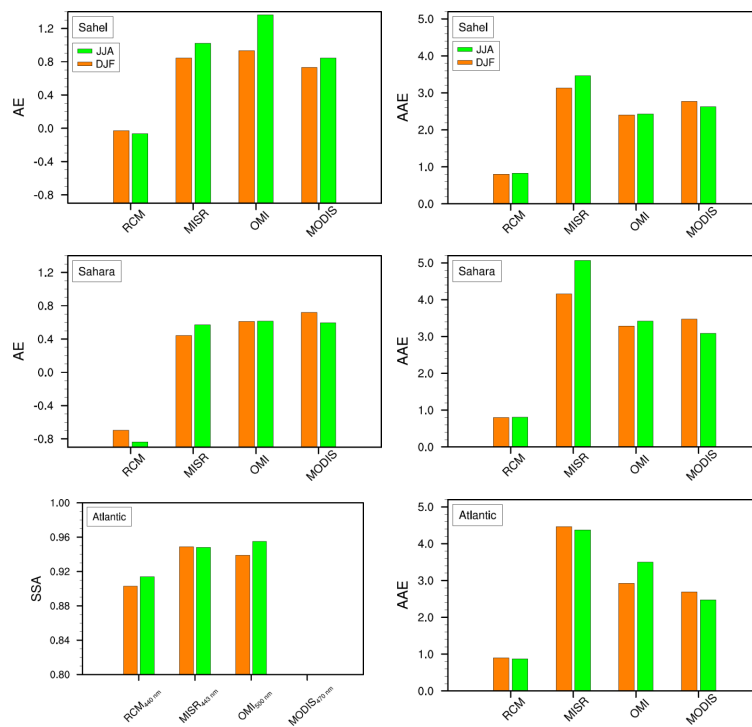 Sahel
JJA
DJF
AE
1.2
0.8
0.4
0.0
-0.4
-0.8
RCM
MISR
OMI
MODIS
Sahel
JJA
DJF
AAE
5.0
4.0
3.0
2.0
1.0
0.0
RCM
MISR
OMI
MODIS
Sahara
AE
1.2
0.8
0.4
0.0
-0.4
-0.8
RCM
MISR
OMI
MODIS
Sahara
AAE
5.0
4.0
3.0
2.0
1.0
0.0
RCM
MISR
OMI
MODIS
Atlantic
SSA
1.00
0.96
0.92
0.88
0.84
0.80
RCM440 nm
MISR443 nm
OMI500 nm
MODIS470 nm
Atlantic
AAE
5.0
4.0
3.0
2.0
1.0
0.0
RCM
MISR
OMI
MODIS